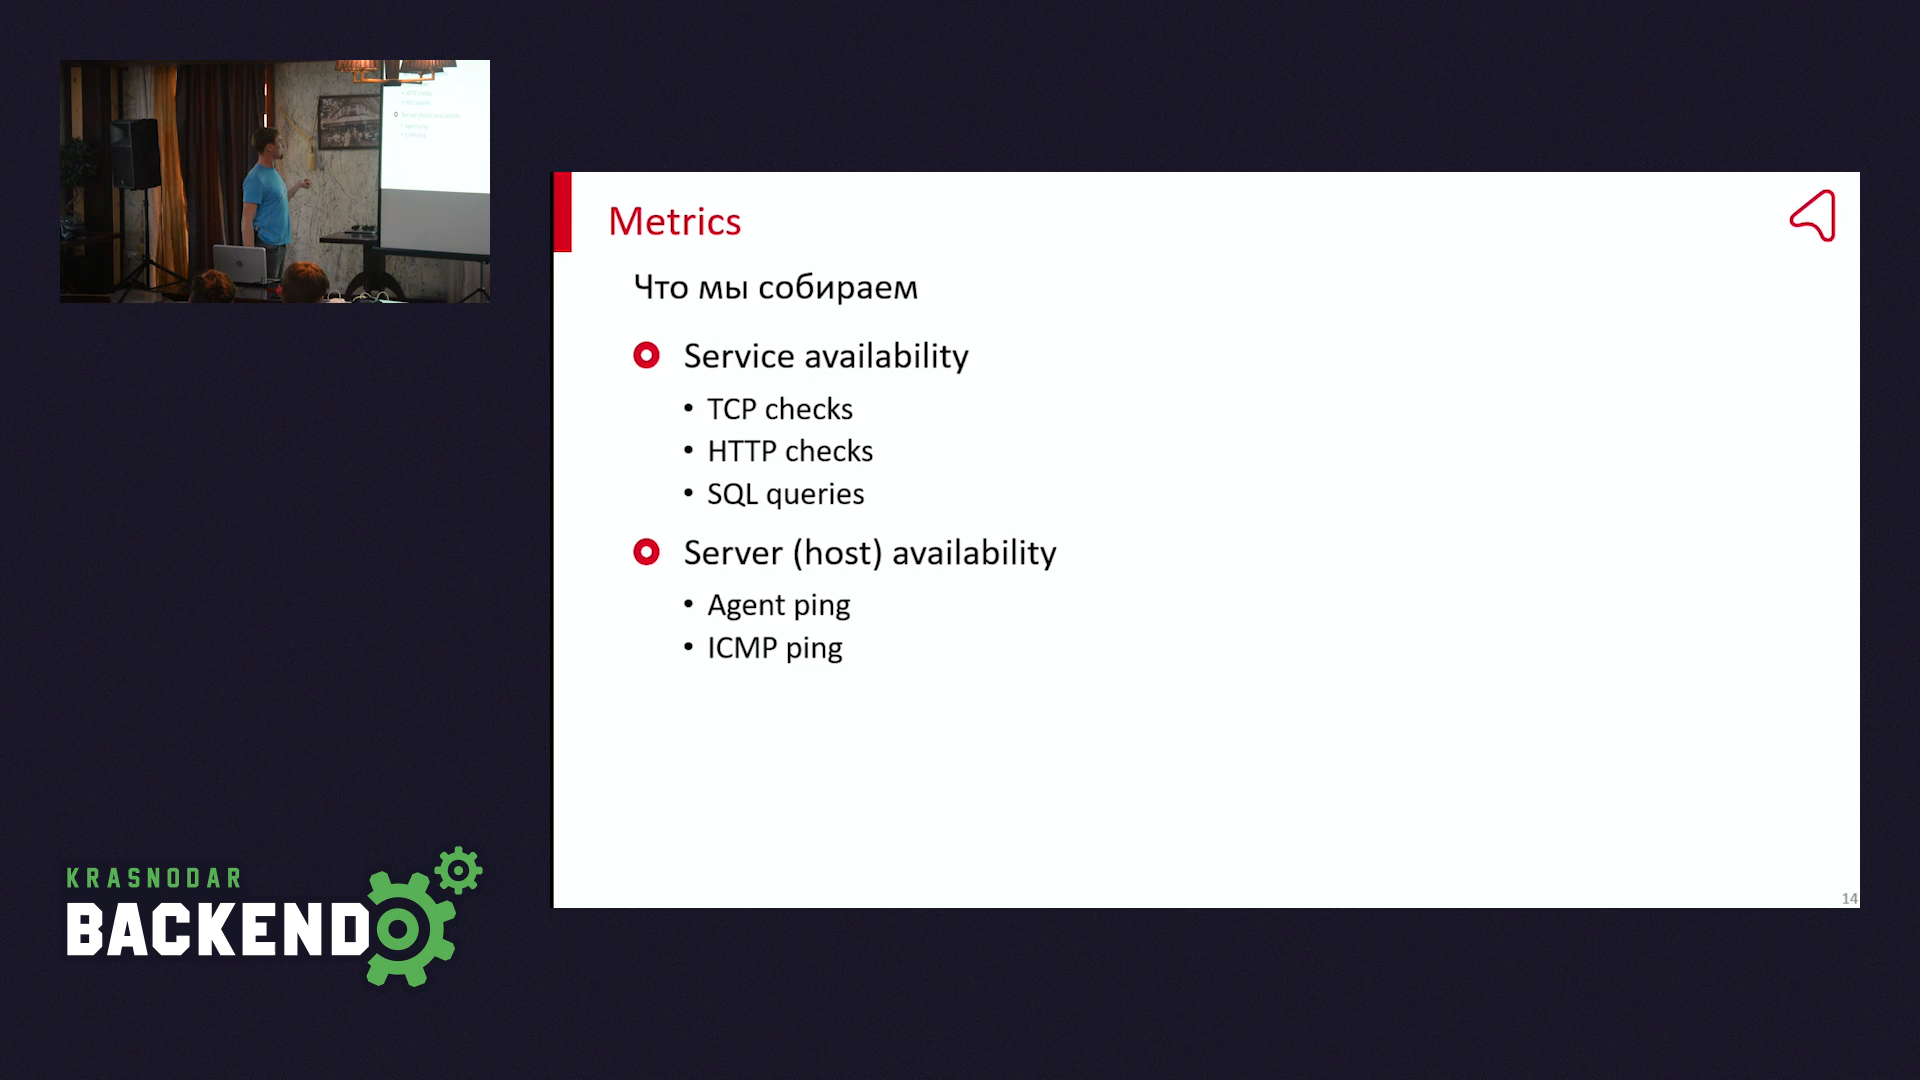 Metrics
Что мы собираем
Service availability
• TCP checks
• HTTP checks
• SQL queries
Server (host) availability
• Agent ping
• ICMP ping
14
KRASNODAR
BACKEND